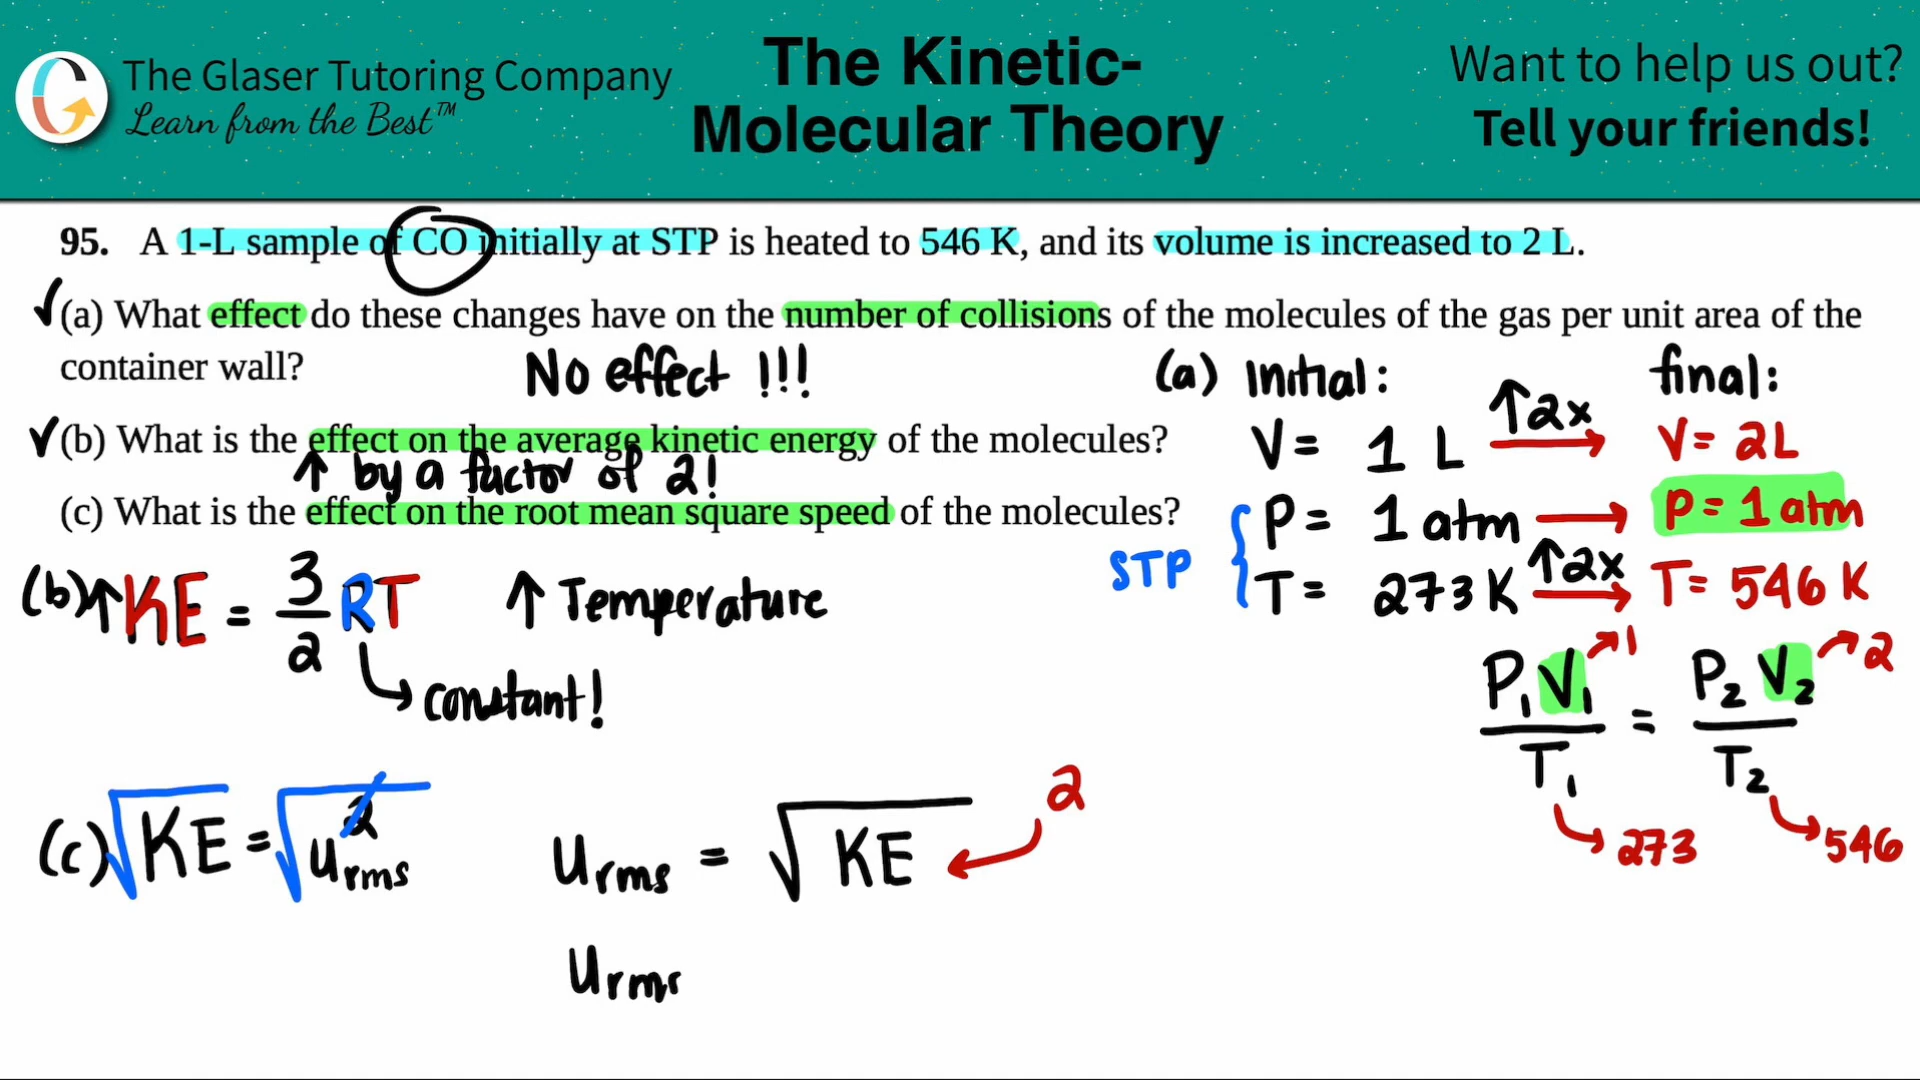 The Glaser Tutoring Company
Learn from the Best™
The Kinetic-
Molecular Theory
Want to help us out?
Tell your friends!
95. A 1-L sample of CO initially at STP is heated to 546 K, and its volume is increased to 2 L.
(a) What effect do these changes have on the number of collisions of the molecules of the gas per unit area of the
container wall?
No effect !!!
(b) What is the effect on the average kinetic energy of the molecules?
↑ by a factor of 2!
(c) What is the effect on the root mean square speed of the molecules?
(a) Initial: final:
V = 1 L ↑2x → V = 2L
STP
P = 1 atm → P = 1 atm
T = 273 K ↑2x → T = 546 K
P₁V₁ / T₁ = P₂V₂ / T₂
1
2
273
546
(b) ↑KE = 3/2 RT ↑ Temperature
constant!
(c) √KE = √u²rms urms = √KE 2
urms